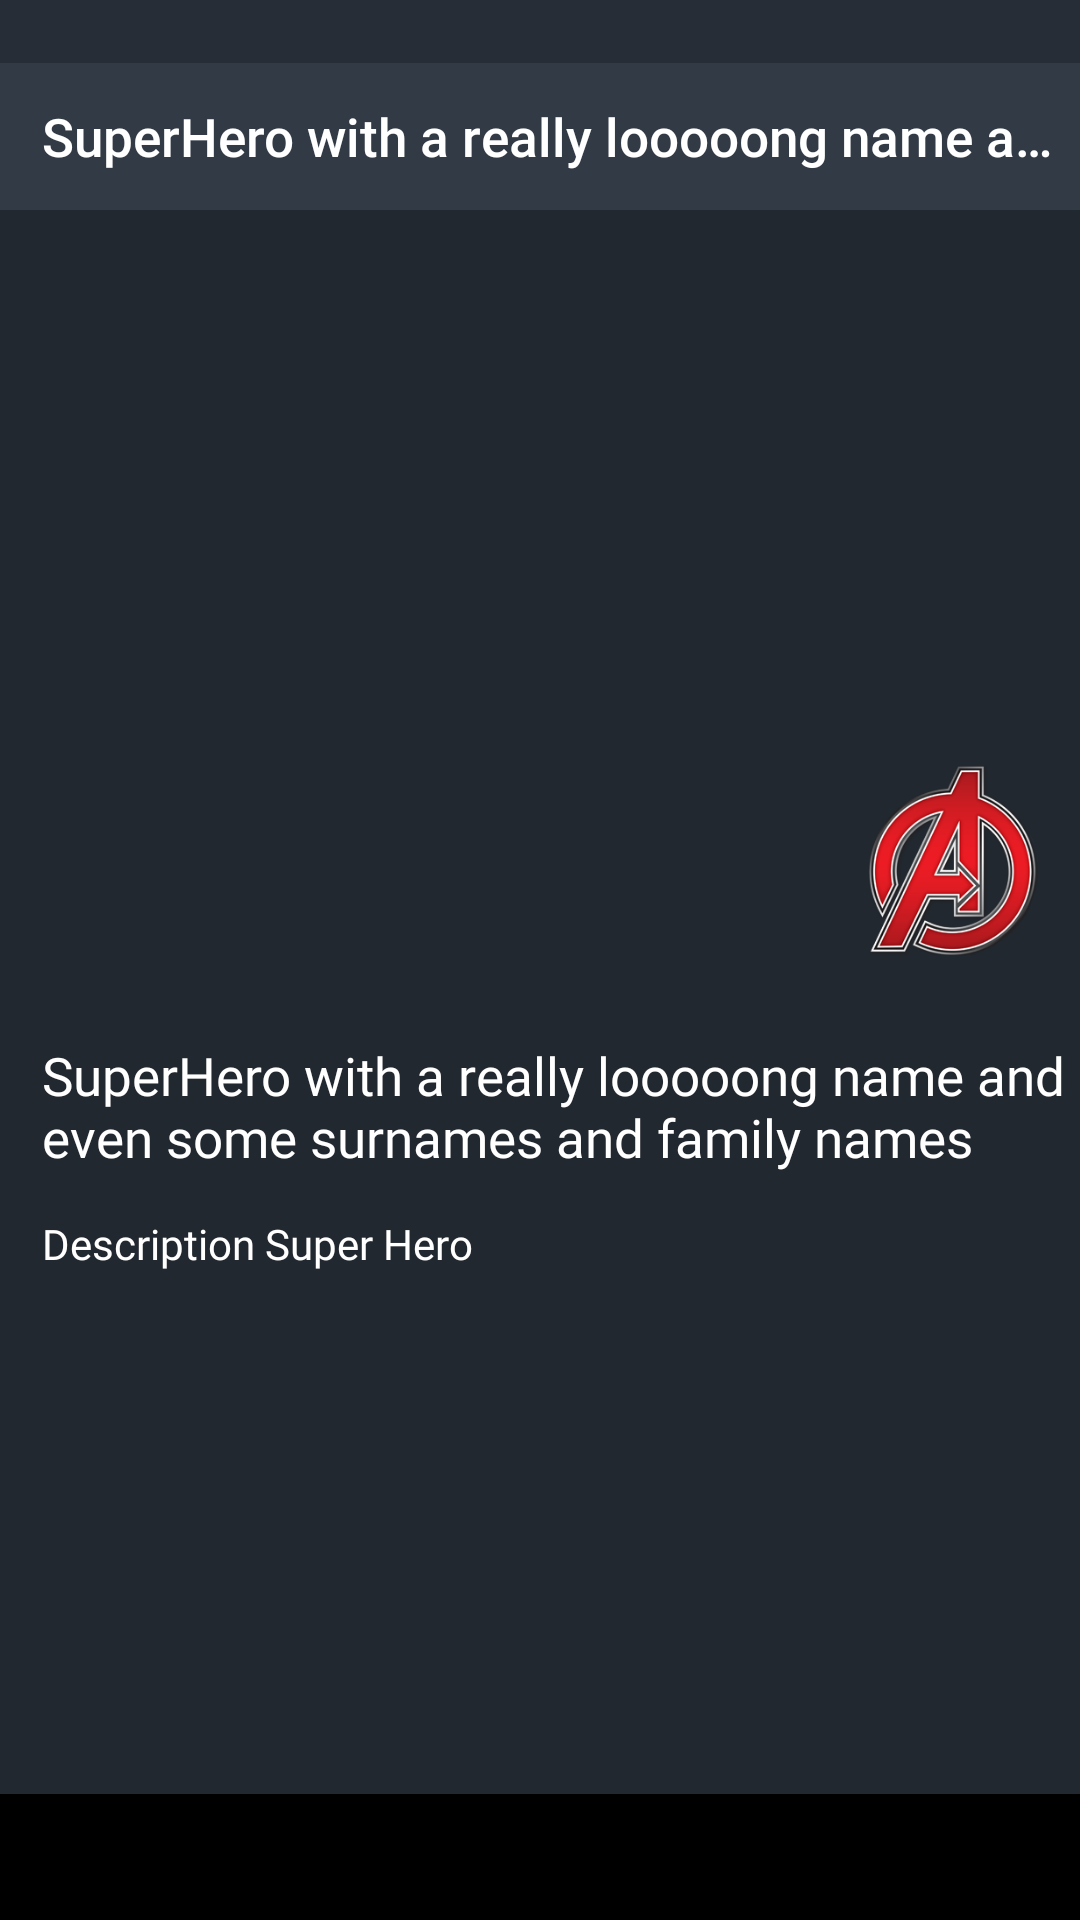 SuperHero with a really looooong name a...
SuperHero with a really looooong name and
even some surnames and family names
Description Super Hero